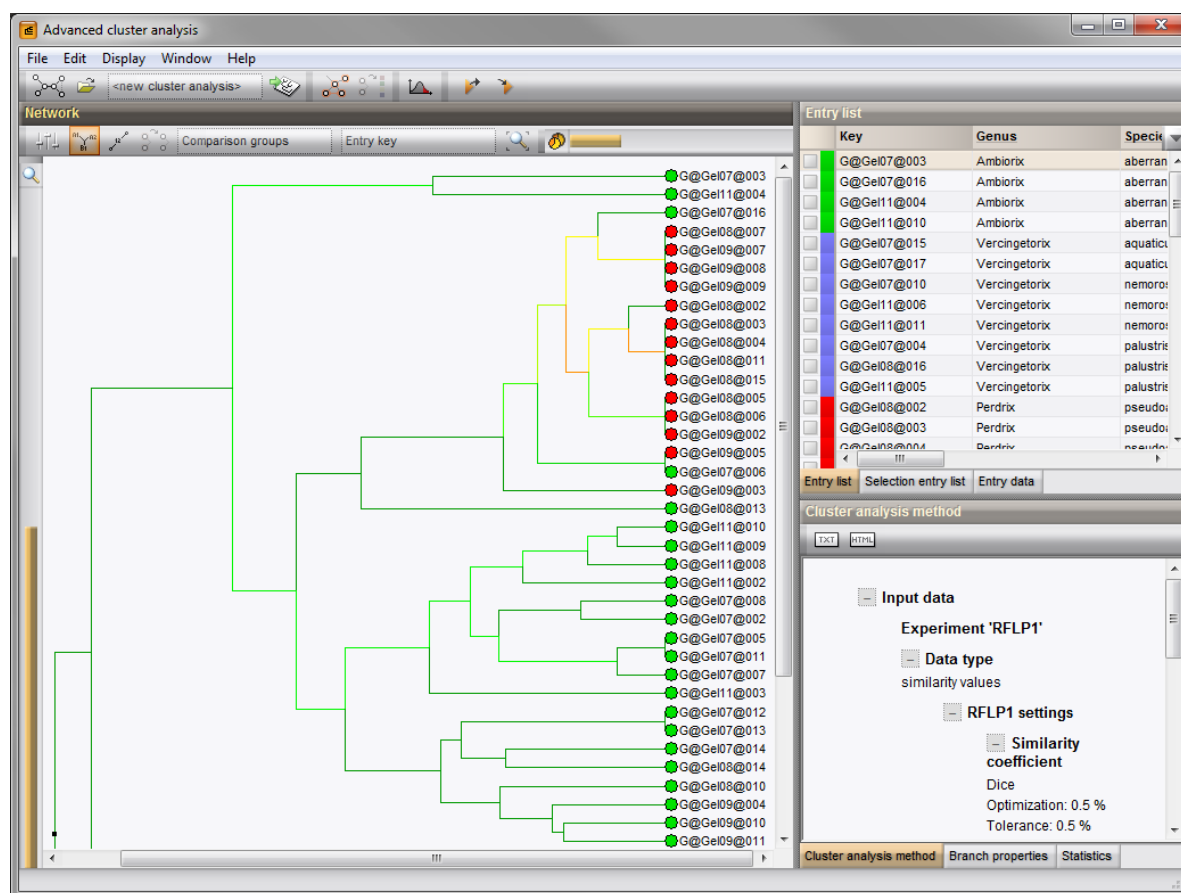 Advanced cluster analysis
File Edit Display Window Help
<new cluster analysis>
Network
Comparison groups
Entry key
G@Gel07@003
G@Gel11@004
G@Gel07@016
G@Gel08@007
G@Gel09@007
G@Gel09@008
G@Gel09@009
G@Gel08@002
G@Gel08@003
G@Gel08@004
G@Gel08@011
G@Gel08@015
G@Gel08@005
G@Gel08@006
G@Gel09@002
G@Gel09@005
G@Gel07@006
G@Gel09@003
G@Gel08@013
G@Gel11@010
G@Gel11@009
G@Gel11@008
G@Gel11@002
G@Gel07@008
G@Gel07@002
G@Gel07@005
G@Gel07@011
G@Gel07@007
G@Gel11@003
G@Gel07@012
G@Gel07@013
G@Gel07@014
G@Gel08@014
G@Gel08@010
G@Gel09@004
G@Gel09@010
G@Gel09@011
Entry list
Key Genus Specie
G@Gel07@003 Ambiorix aberran
G@Gel07@016 Ambiorix aberran
G@Gel11@004 Ambiorix aberran
G@Gel11@010 Ambiorix aberran
G@Gel07@015 Vercingetorix aquaticu
G@Gel07@017 Vercingetorix aquaticu
G@Gel07@010 Vercingetorix nemoros
G@Gel11@006 Vercingetorix nemoros
G@Gel11@011 Vercingetorix nemoros
G@Gel07@004 Vercingetorix palustris
G@Gel08@016 Vercingetorix palustris
G@Gel11@005 Vercingetorix palustris
G@Gel08@002 Perdrix pseudoa
G@Gel08@003 Perdrix pseudoa
G@Gel08@004 Perdrix pseudoa
Entry list Selection entry list Entry data
Cluster analysis method
TXT HTML
Input data
Experiment 'RFLP1'
Data type
similarity values
RFLP1 settings
Similarity
coefficient
Dice
Optimization: 0.5 %
Tolerance: 0.5 %
Cluster analysis method Branch properties Statistics